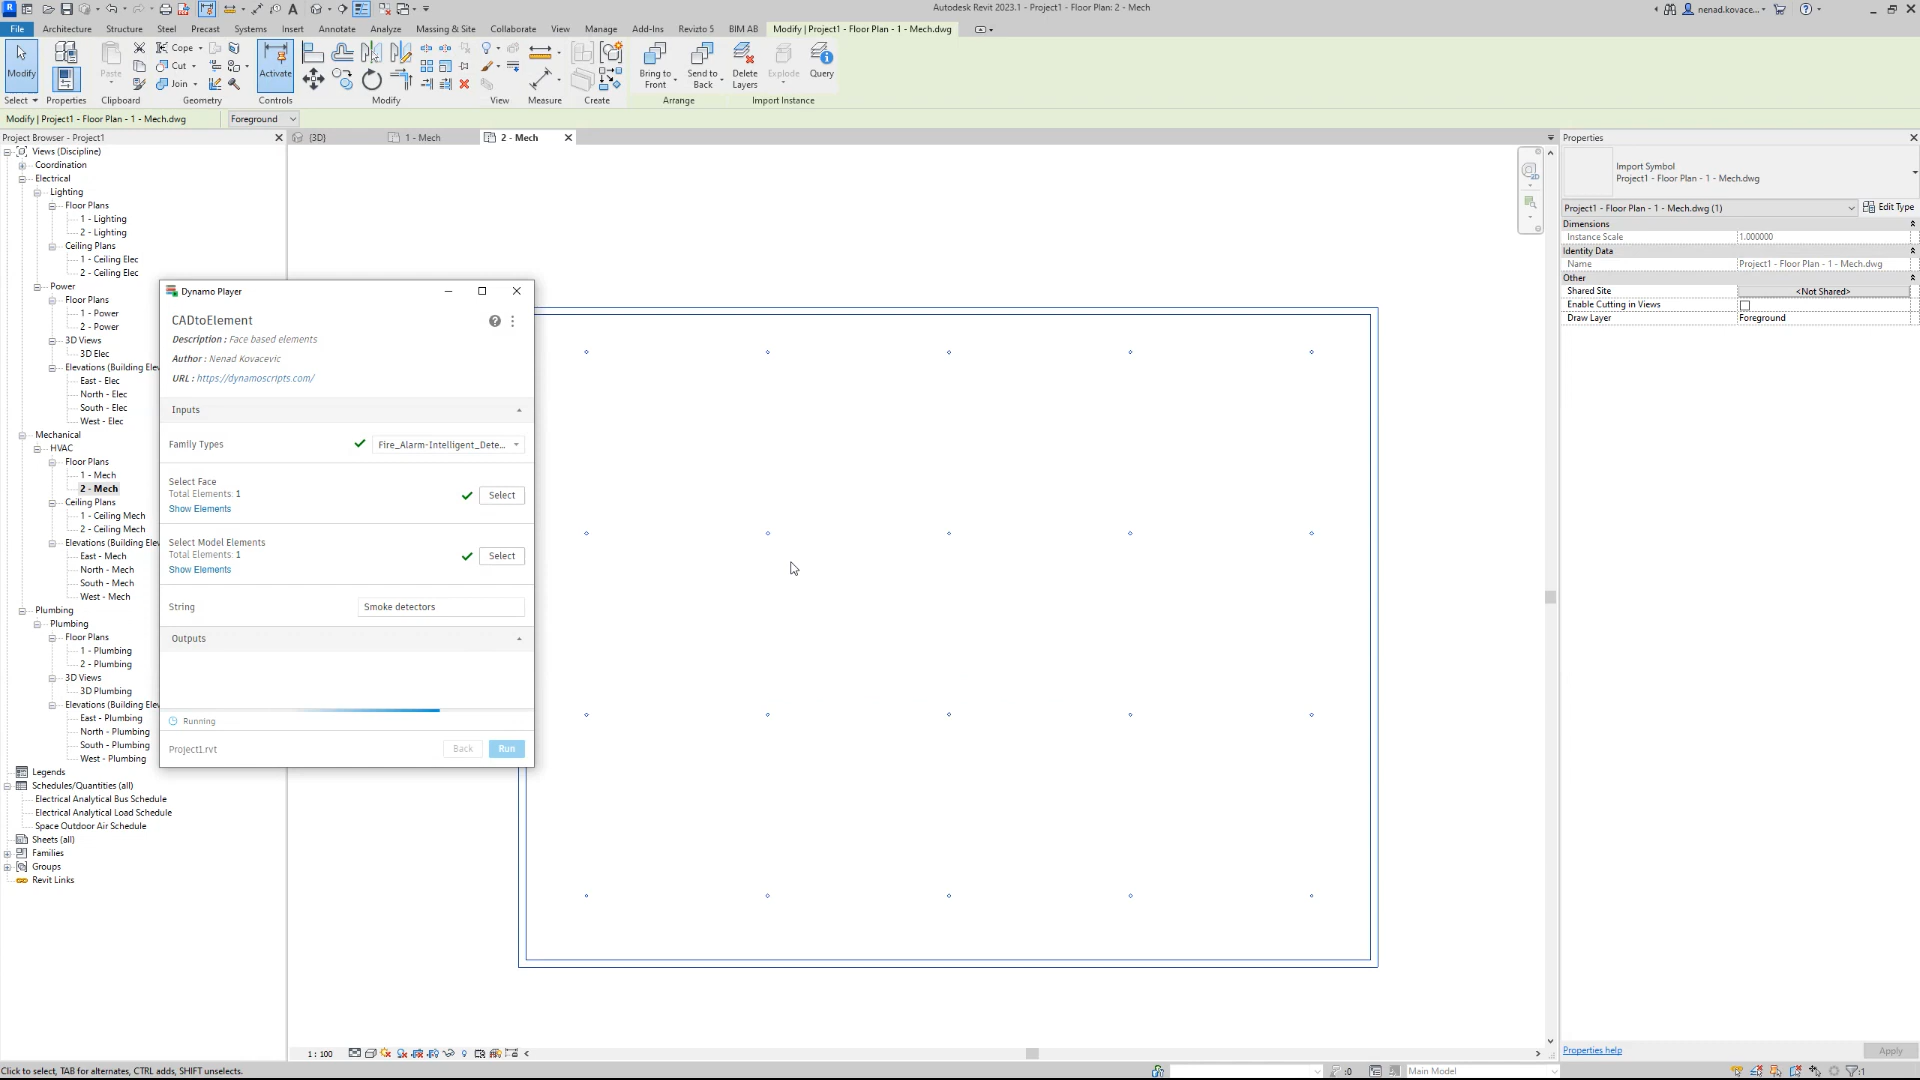 Autodesk Revit 2023.1 - Project1 - Floor Plan: 2 - Mech
nenad.kovace...
File
Architecture
Structure
Steel
Precast
Systems
Insert
Annotate
Analyze
Massing & Site
Collaborate
View
Manage
Add-Ins
Revizto 5
BIM AB
Modify | Project1 - Floor Plan - 1 - Mech.dwg
Modify
Paste
Cope
Cut
Join
Activate
Bring to Front
Send to Back
Delete Layers
Explode
Query
Select
Properties
Clipboard
Geometry
Controls
Modify
View
Measure
Create
Arrange
Import Instance
Modify | Project1 - Floor Plan - 1 - Mech.dwg
Foreground
Project Browser - Project1
{3D}
1 - Mech
2 - Mech
Views (Discipline)
Coordination
Electrical
Lighting
Floor Plans
1 - Lighting
2 - Lighting
Ceiling Plans
1 - Ceiling Elec
2 - Ceiling Elec
Power
Floor Plans
1 - Power
2 - Power
3D Views
3D Elec
Elevations (Building Ele
East - Elec
North - Elec
South - Elec
West - Elec
Mechanical
HVAC
Floor Plans
1 - Mech
2 - Mech
Ceiling Plans
1 - Ceiling Mech
2 - Ceiling Mech
Elevations (Building Ele
East - Mech
North - Mech
South - Mech
West - Mech
Plumbing
Plumbing
Floor Plans
1 - Plumbing
2 - Plumbing
3D Views
3D Plumbing
Elevations (Building Ele
East - Plumbing
North - Plumbing
South - Plumbing
West - Plumbing
Legends
Schedules/Quantities (all)
Electrical Analytical Bus Schedule
Electrical Analytical Load Schedule
Space Outdoor Air Schedule
Sheets (all)
Families
Groups
Revit Links
Dynamo Player
CADtoElement
Description : Face based elements
Author : Nenad Kovacevic
URL : https://dynamoscripts.com/
Inputs
Family Types
Fire_Alarm-Intelligent_Dete...
Select Face
Total Elements: 1
Show Elements
Select
Select Model Elements
Total Elements: 1
Show Elements
Select
String
Smoke detectors
Outputs
Running
Project1.rvt
Back
Run
Properties
Import Symbol
Project1 - Floor Plan - 1 - Mech.dwg
Project1 - Floor Plan - 1 - Mech.dwg (1)
Edit Type
Dimensions
Instance Scale
1.000000
Identity Data
Name
Project1 - Floor Plan - 1 - Mech.dwg
Other
Shared Site
<Not Shared>
Enable Cutting in Views
Draw Layer
Foreground
Properties help
Apply
1 : 100
Click to select, TAB for alternates, CTRL adds, SHIFT unselects.
:0
Main Model
:1